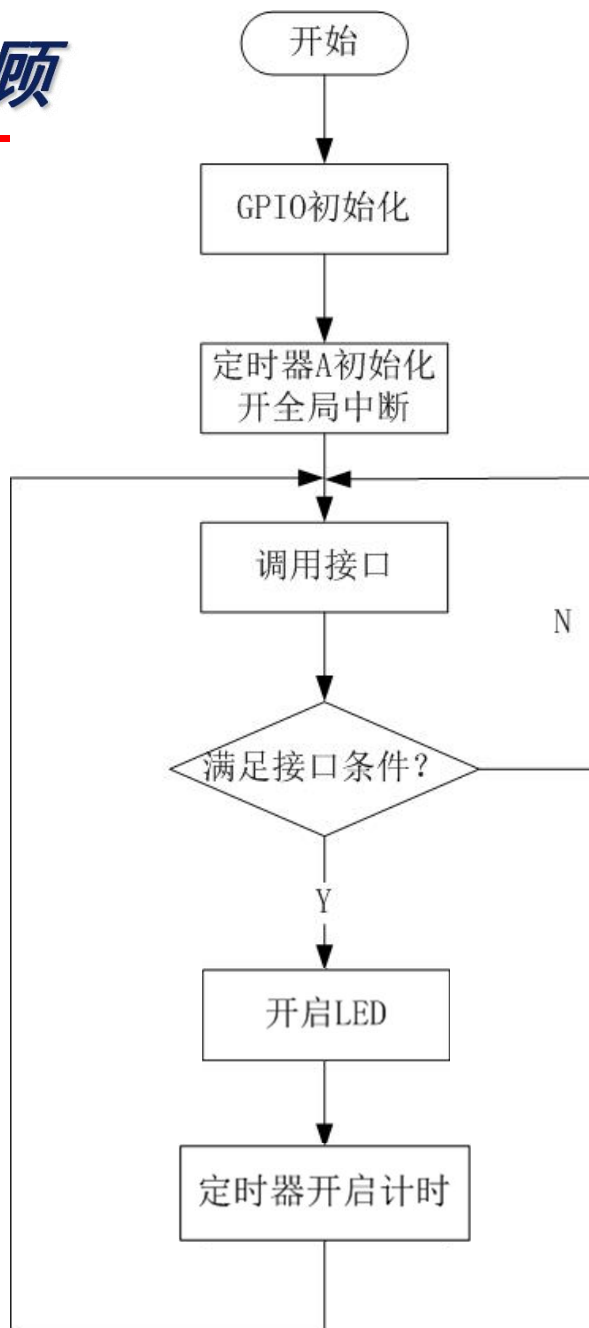 顾
开始
GPIO初始化
定时器A初始化
开全局中断
调用接口
N
满足接口条件?
Y
开启LED
定时器开启计时